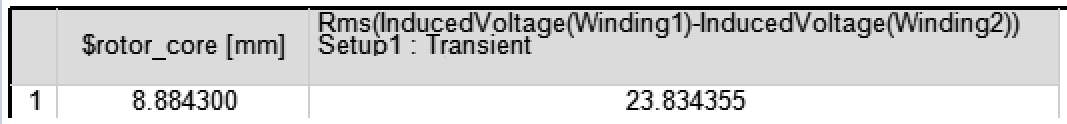 $rotor_core [mm]
Rms(InducedVoltage(Winding1)-InducedVoltage(Winding2))
Setup1 : Transient
1 8.884300 23.834355